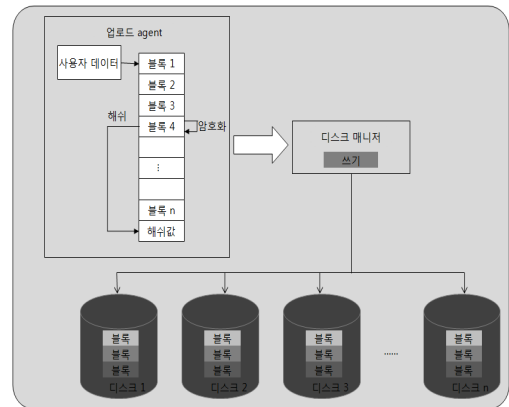 업로드 agent
사용자 데이터
블록 1
블록 2
블록 3
해쉬
블록 4
암호화
⋮
블록 n
해쉬값
디스크 매니저
쓰기
블록
블록
블록
디스크 1
블록
블록
블록
디스크 2
블록
블록
블록
디스크 3
......
블록
블록
블록
디스크 n